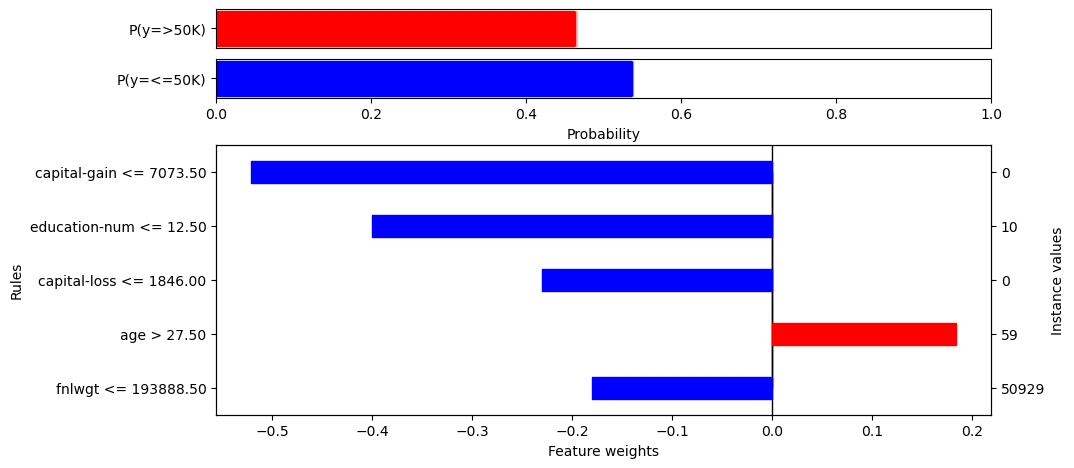 P(y=>50K)
P(y=<=50K)
0.0 0.2 0.4 0.6 0.8 1.0
Probability
capital-gain <= 7073.50 0
education-num <= 12.50 10
capital-loss <= 1846.00 0
age > 27.50 59
fnlwgt <= 193888.50 50929
Rules
Instance values
−0.5 −0.4 −0.3 −0.2 −0.1 0.0 0.1 0.2
Feature weights